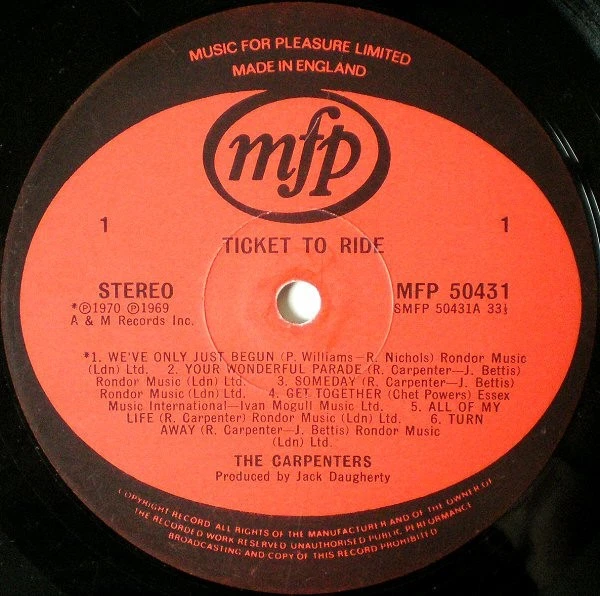 MUSIC FOR PLEASURE LIMITED
MADE IN ENGLAND
mfp
1 1
TICKET TO RIDE
STEREO MFP 50431
*Ⓟ1970 Ⓟ1969 SMFP 50431A 33⅓
A & M Records Inc.
*1. WE'VE ONLY JUST BEGUN (P. Williams—R. Nichols) Rondor Music
(Ldn) Ltd. 2. YOUR WONDERFUL PARADE (R. Carpenter—J. Bettis)
Rondor Music (Ldn) Ltd. 3. SOMEDAY (R. Carpenter—J. Bettis)
Rondor Music (Ldn) Ltd. 4. GET TOGETHER (Chet Powers) Essex
Music International—Ivan Mogull Music Ltd. 5. ALL OF MY
LIFE (R. Carpenter) Rondor Music (Ldn) Ltd. 6. TURN
AWAY (R. Carpenter—J. Bettis) Rondor Music
(Ldn) Ltd.
THE CARPENTERS
Produced by Jack Daugherty
COPYRIGHT RECORD ALL RIGHTS OF THE MANUFACTURER AND OF THE OWNER OF
THE RECORDED WORK RESERVED UNAUTHORISED PUBLIC PERFORMANCE
BROADCASTING AND COPY OF THIS RECORD PROHIBITED